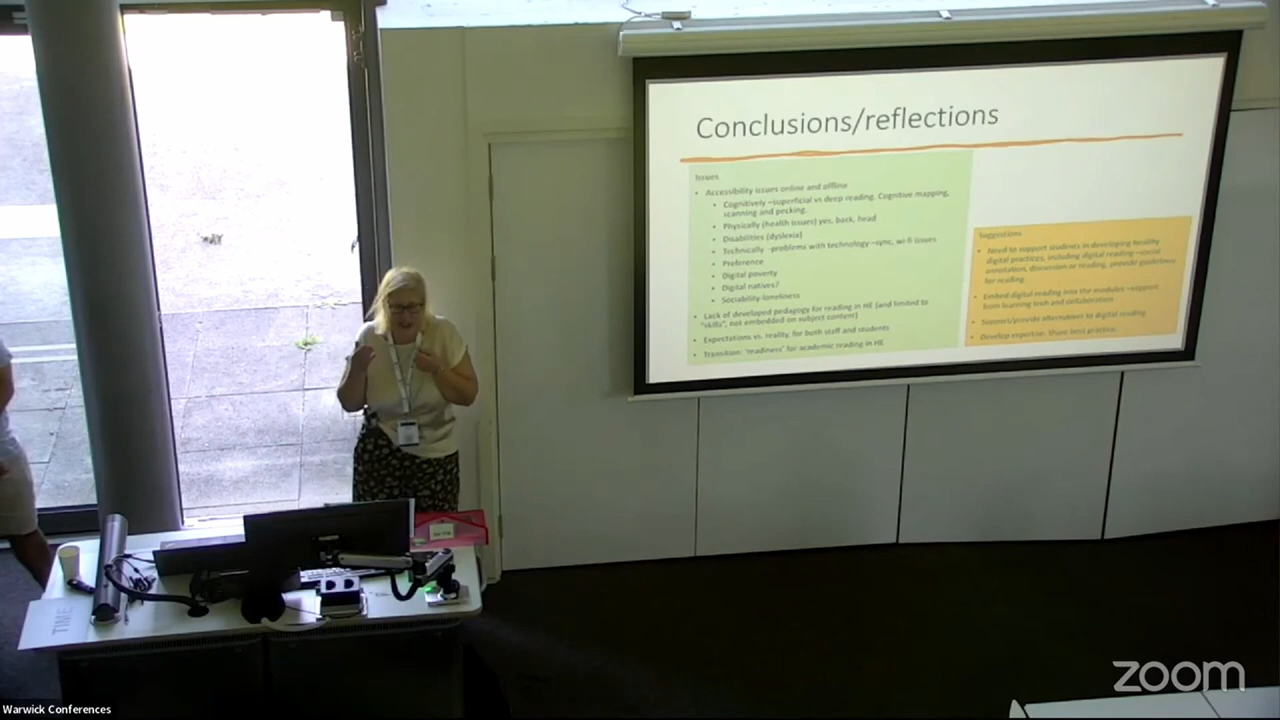 Conclusions/reflections
Issues
• Accessibility issues online and offline
• Cognitively –superficial vs deep reading. Cognitive mapping,
scanning and pecking.
• Physically (health issues) yes, back, head
• Disabilities (dyslexia)
• Technically -problems with technology –sync, wi-fi issues
• Preference
• Digital poverty
• Digital natives?
• Sociability-loneliness
• Lack of developed pedagogy for reading in HE (and limited to
"skills", not embedded on subject content)
• Expectations vs. reality, for both staff and students
• Transition: 'readiness' for academic reading in HE
Suggestions
• Need to support students in developing healthy
digital practices, including digital reading –social
annotation, discussion or reading, provide guidelines
for reading.
• Embed digital reading into the modules –support
from learning tech and collaboration
• Support/provide alternatives to digital reading
• Develop expertise. Share best practice.
TIME
zoom
Warwick Conferences